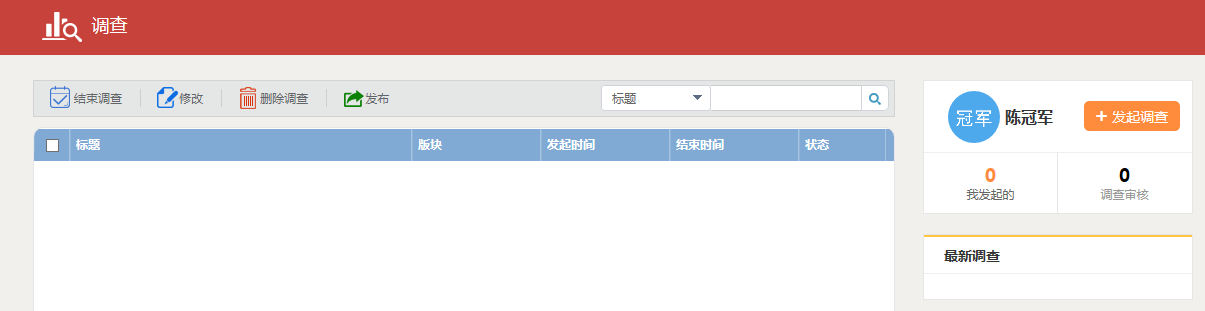 调查
结束调查 修改 删除调查 发布 标题
标题 版块 发起时间 结束时间 状态
冠军 陈冠军 + 发起调查
0 0
我发起的 调查审核
最新调查